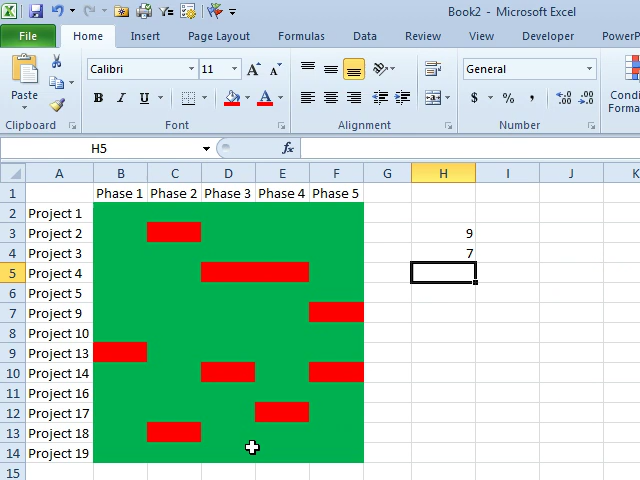 Book2 - Microsoft Excel
File Home Insert Page Layout Formulas Data Review View Developer PowerP
Paste
Calibri 11 A A General
B I U A $ % , .00 .0 .00
Condi
Forma
Clipboard Font Alignment Number
H5 fx
A B C D E F G H I J K
1 Phase 1 Phase 2 Phase 3 Phase 4 Phase 5
2 Project 1
3 Project 2 9
4 Project 3 7
5 Project 4
6 Project 5
7 Project 9
8 Project 10
9 Project 13
10 Project 14
11 Project 16
12 Project 17
13 Project 18
14 Project 19
15